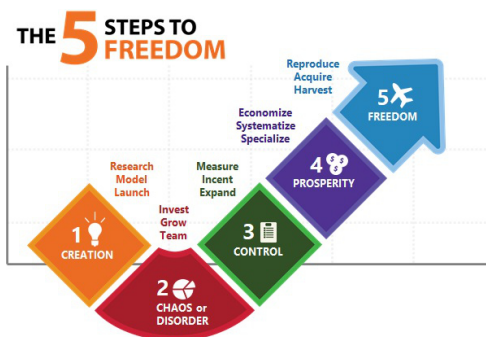 THE 5 STEPS TO
FREEDOM
Research
Model
Launch
1
CREATION
Invest
Grow
Team
2
CHAOS or
DISORDER
Measure
Incent
Expand
3
CONTROL
Economize
Systematize
Specialize
4
PROSPERITY
Reproduce
Acquire
Harvest
5
FREEDOM